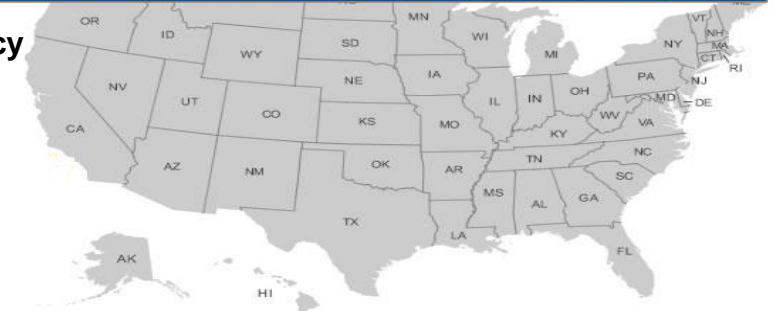 cy
MN
VT
OR
ID
WI
NH
WY
SD
NY
MA
MI
CT
RI
NV
IA
NE
PA
NJ
UT
IL
IN
OH
MD
DE
CO
WV
CA
KS
MO
VA
KY
NC
TN
AZ
NM
OK
AR
SC
MS
AL
GA
TX
LA
FL
AK
HI